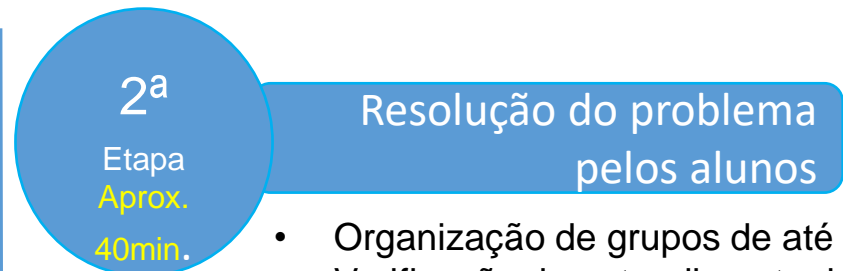 2ª
Etapa
Aprox.
40min.
Resolução do problema
pelos alunos
• Organização de grupos de até